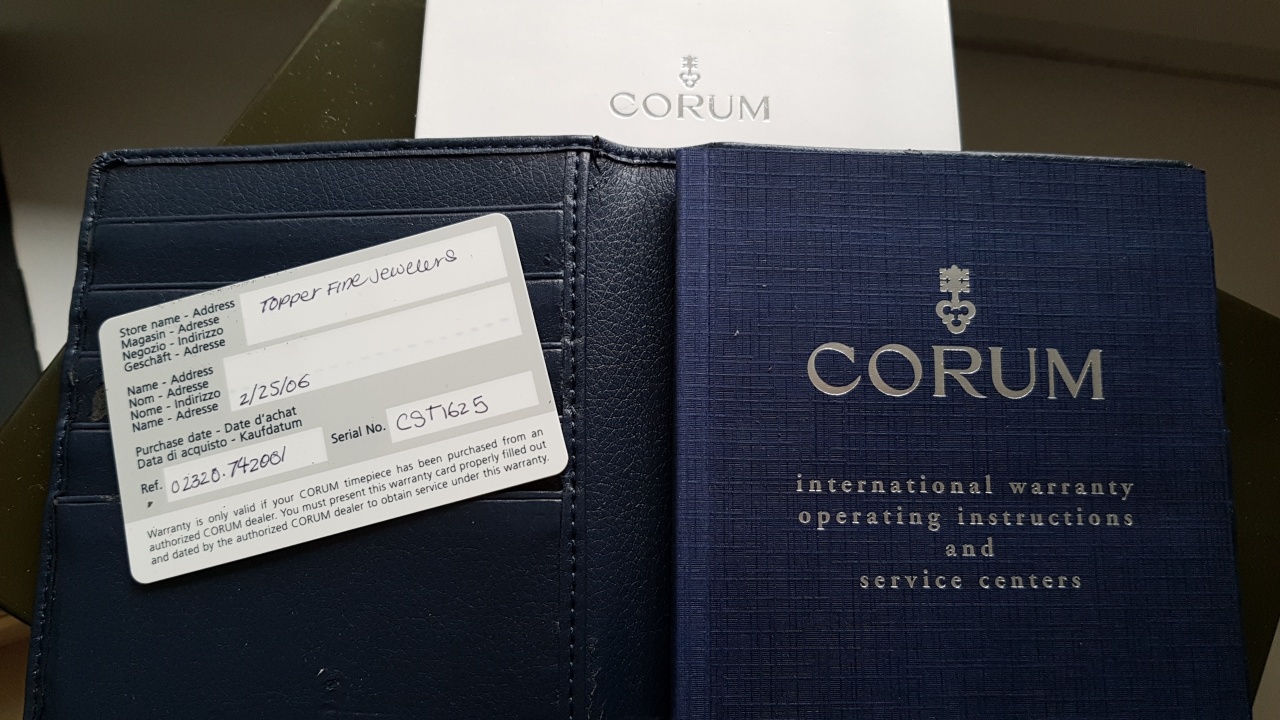 CORUM
Store name - Address
Magasin - Adresse
Negozio - Indirizzo
Geschäft - Adresse
Topper Fine Jewelers
Name - Address
Nom - Adresse
Nome - Indirizzo
Name - Adresse
2/25/06
Purchase date - Date d'achat
Data di acquisto - Kaufdatum
Ref. 02320.742001
Serial No. CST1625
Warranty is only valid if your CORUM timepiece has been purchased from an
authorized CORUM dealer. You must present this warranty card properly filled out
and dated by the authorized CORUM dealer to obtain service under this warranty.
CORUM
international warranty
operating instructions
and
service centers